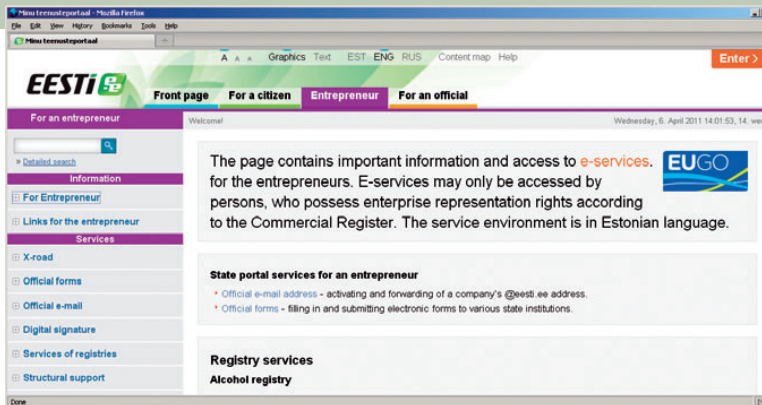 Minu teenusteportaal - Mozilla Firefox
File Edit View History Bookmarks Tools Help
Minu teenusteportaal
A A A Graphics Text EST ENG RUS Content map Help
Enter >
EESTi
Front page For a citizen Entrepreneur For an official
For an entrepreneur
Welcome!
Wednesday, 6. April 2011 14:01:53, 14. wee
» Detailed search
Information
For Entrepreneur
Links for the entrepreneur
Services
X-road
Official forms
Official e-mail
Digital signature
Services of registries
Structural support
The page contains important information and access to e-services.
for the entrepreneurs. E-services may only be accessed by
persons, who possess enterprise representation rights according
to the Commercial Register. The service environment is in Estonian language.
EUGO
State portal services for an entrepreneur
* Official e-mail address - activating and forwarding of a company's @eesti.ee address.
* Official forms - filling in and submitting electronic forms to various state institutions.
Registry services
Alcohol registry
Done